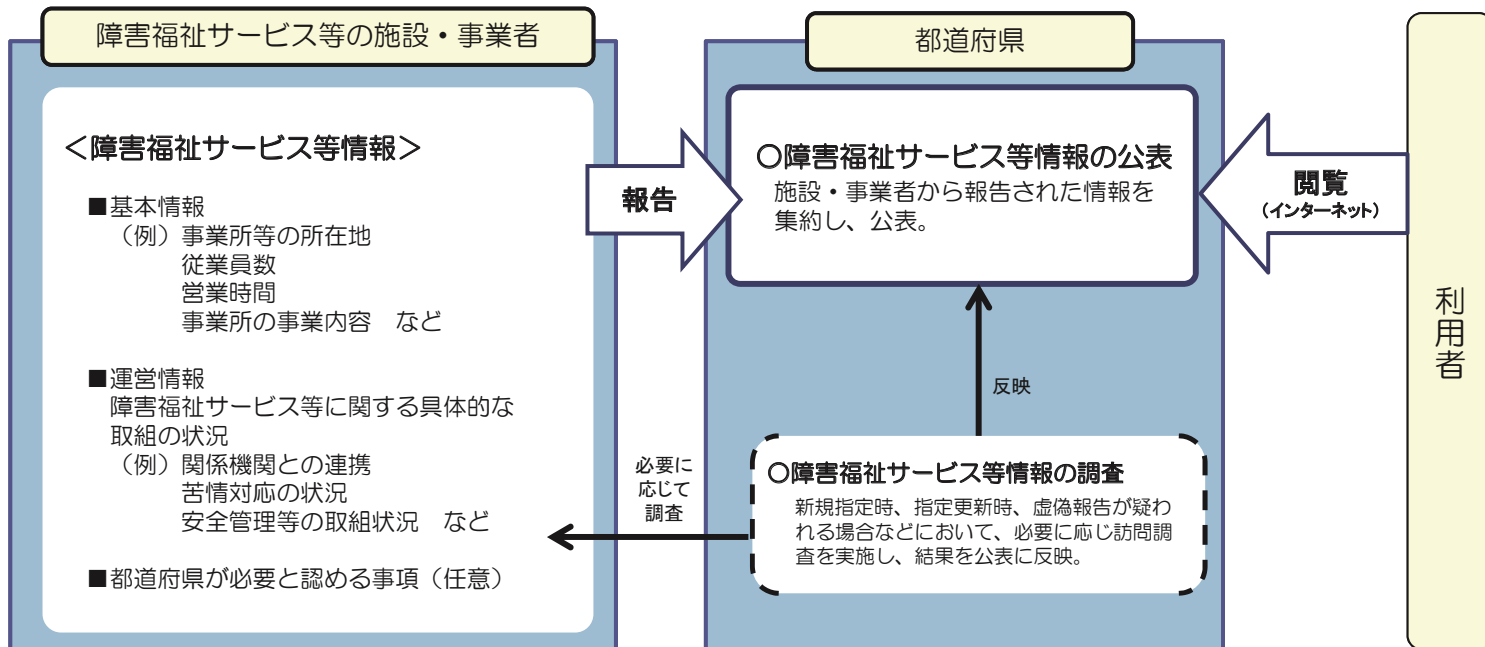 障害福祉サービス等の施設・事業者
＜障害福祉サービス等情報＞
■基本情報
（例）事業所等の所在地
従業員数
営業時間
事業所の事業内容　など
■運営情報
障害福祉サービス等に関する具体的な
取組の状況
（例）関係機関との連携
苦情対応の状況
安全管理等の取組状況　など
■都道府県が必要と認める事項（任意）
報告
必要に
応じて
調査
都道府県
○障害福祉サービス等情報の公表
施設・事業者から報告された情報を
集約し、公表。
反映
○障害福祉サービス等情報の調査
新規指定時、指定更新時、虚偽報告が疑わ
れる場合などにおいて、必要に応じ訪問調
査を実施し、結果を公表に反映。
閲覧
（インターネット）
利用者